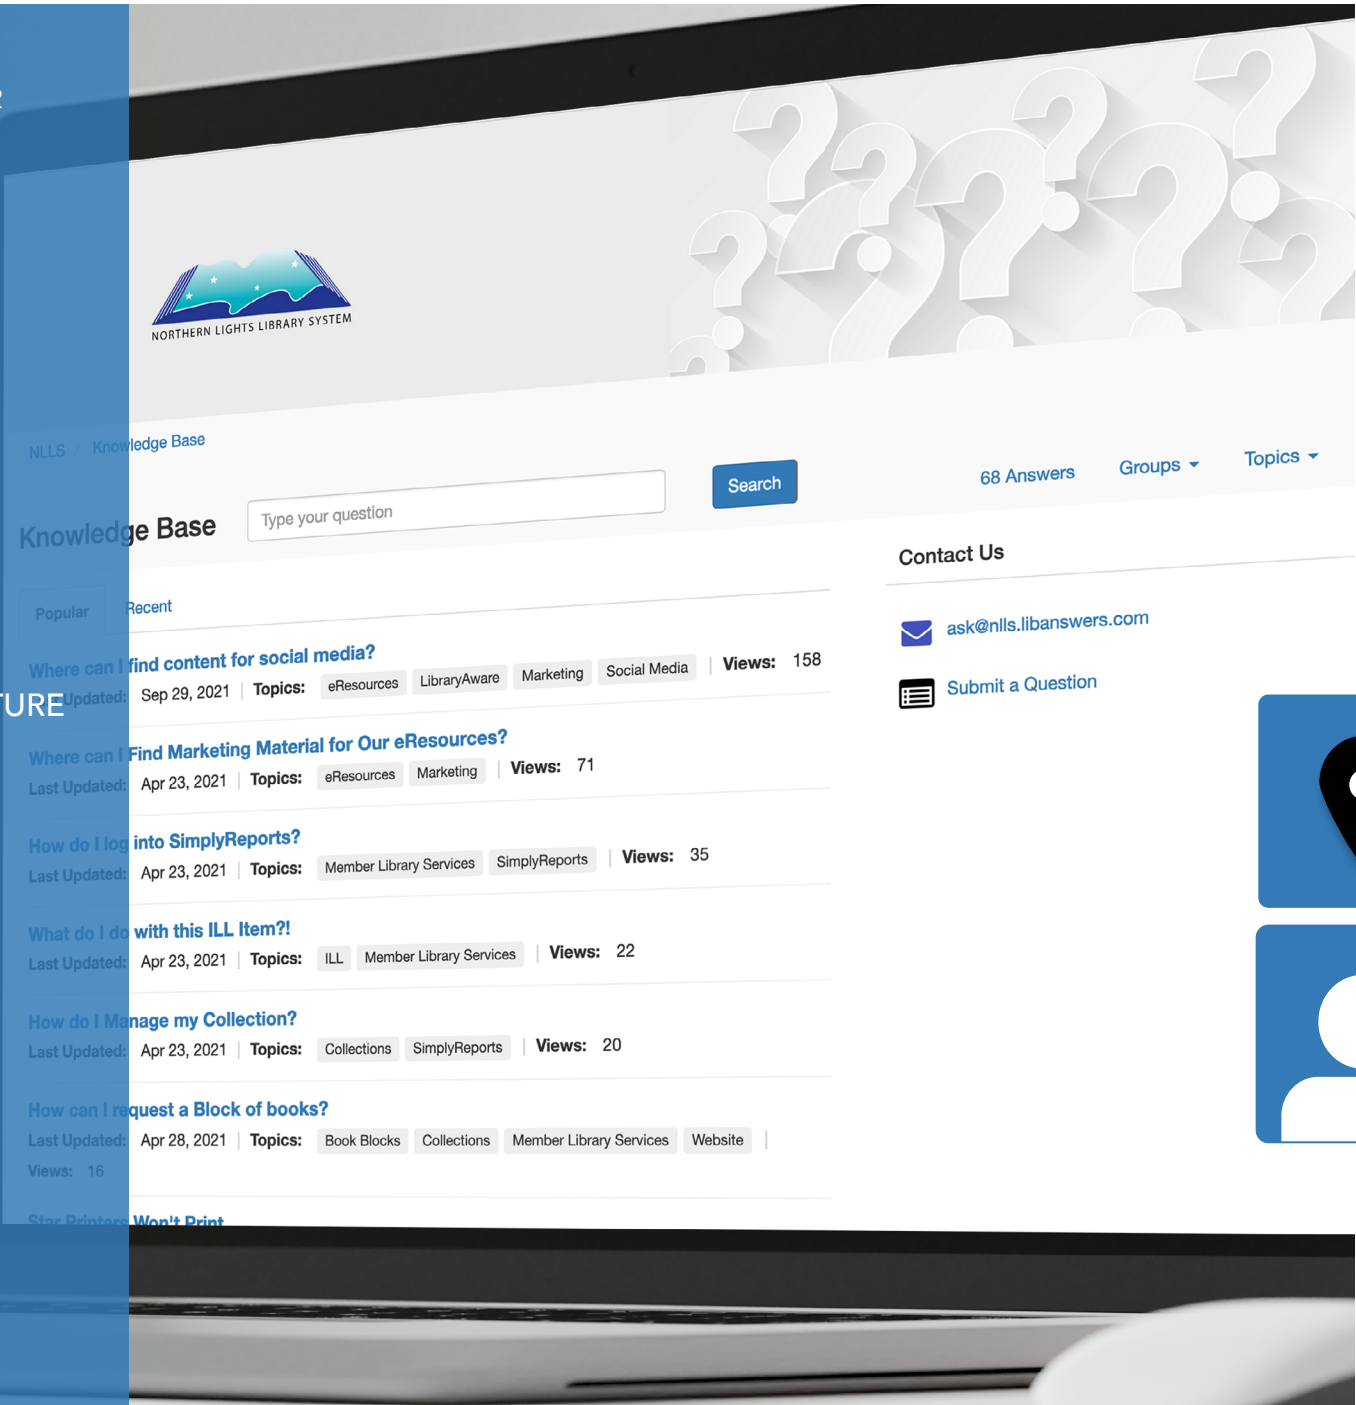 2
NORTHERN LIGHTS LIBRARY SYSTEM
NLLS / Knowledge Base
Knowledge Base
Type your question
Search
68 Answers
Groups
Topics
Contact Us
ask@nlls.libanswers.com
Submit a Question
Popular
Recent
Where can I find content for social media?
Last Updated: Sep 29, 2021 | Topics: eResources LibraryAware Marketing Social Media | Views: 158
TURE
Where can I Find Marketing Material for Our eResources?
Last Updated: Apr 23, 2021 | Topics: eResources Marketing | Views: 71
How do I log into SimplyReports?
Last Updated: Apr 23, 2021 | Topics: Member Library Services SimplyReports | Views: 35
What do I do with this ILL Item?!
Last Updated: Apr 23, 2021 | Topics: ILL Member Library Services | Views: 22
How do I Manage my Collection?
Last Updated: Apr 23, 2021 | Topics: Collections SimplyReports | Views: 20
How can I request a Block of books?
Last Updated: Apr 28, 2021 | Topics: Book Blocks Collections Member Library Services Website |
Views: 16
Star Printers Won't Print